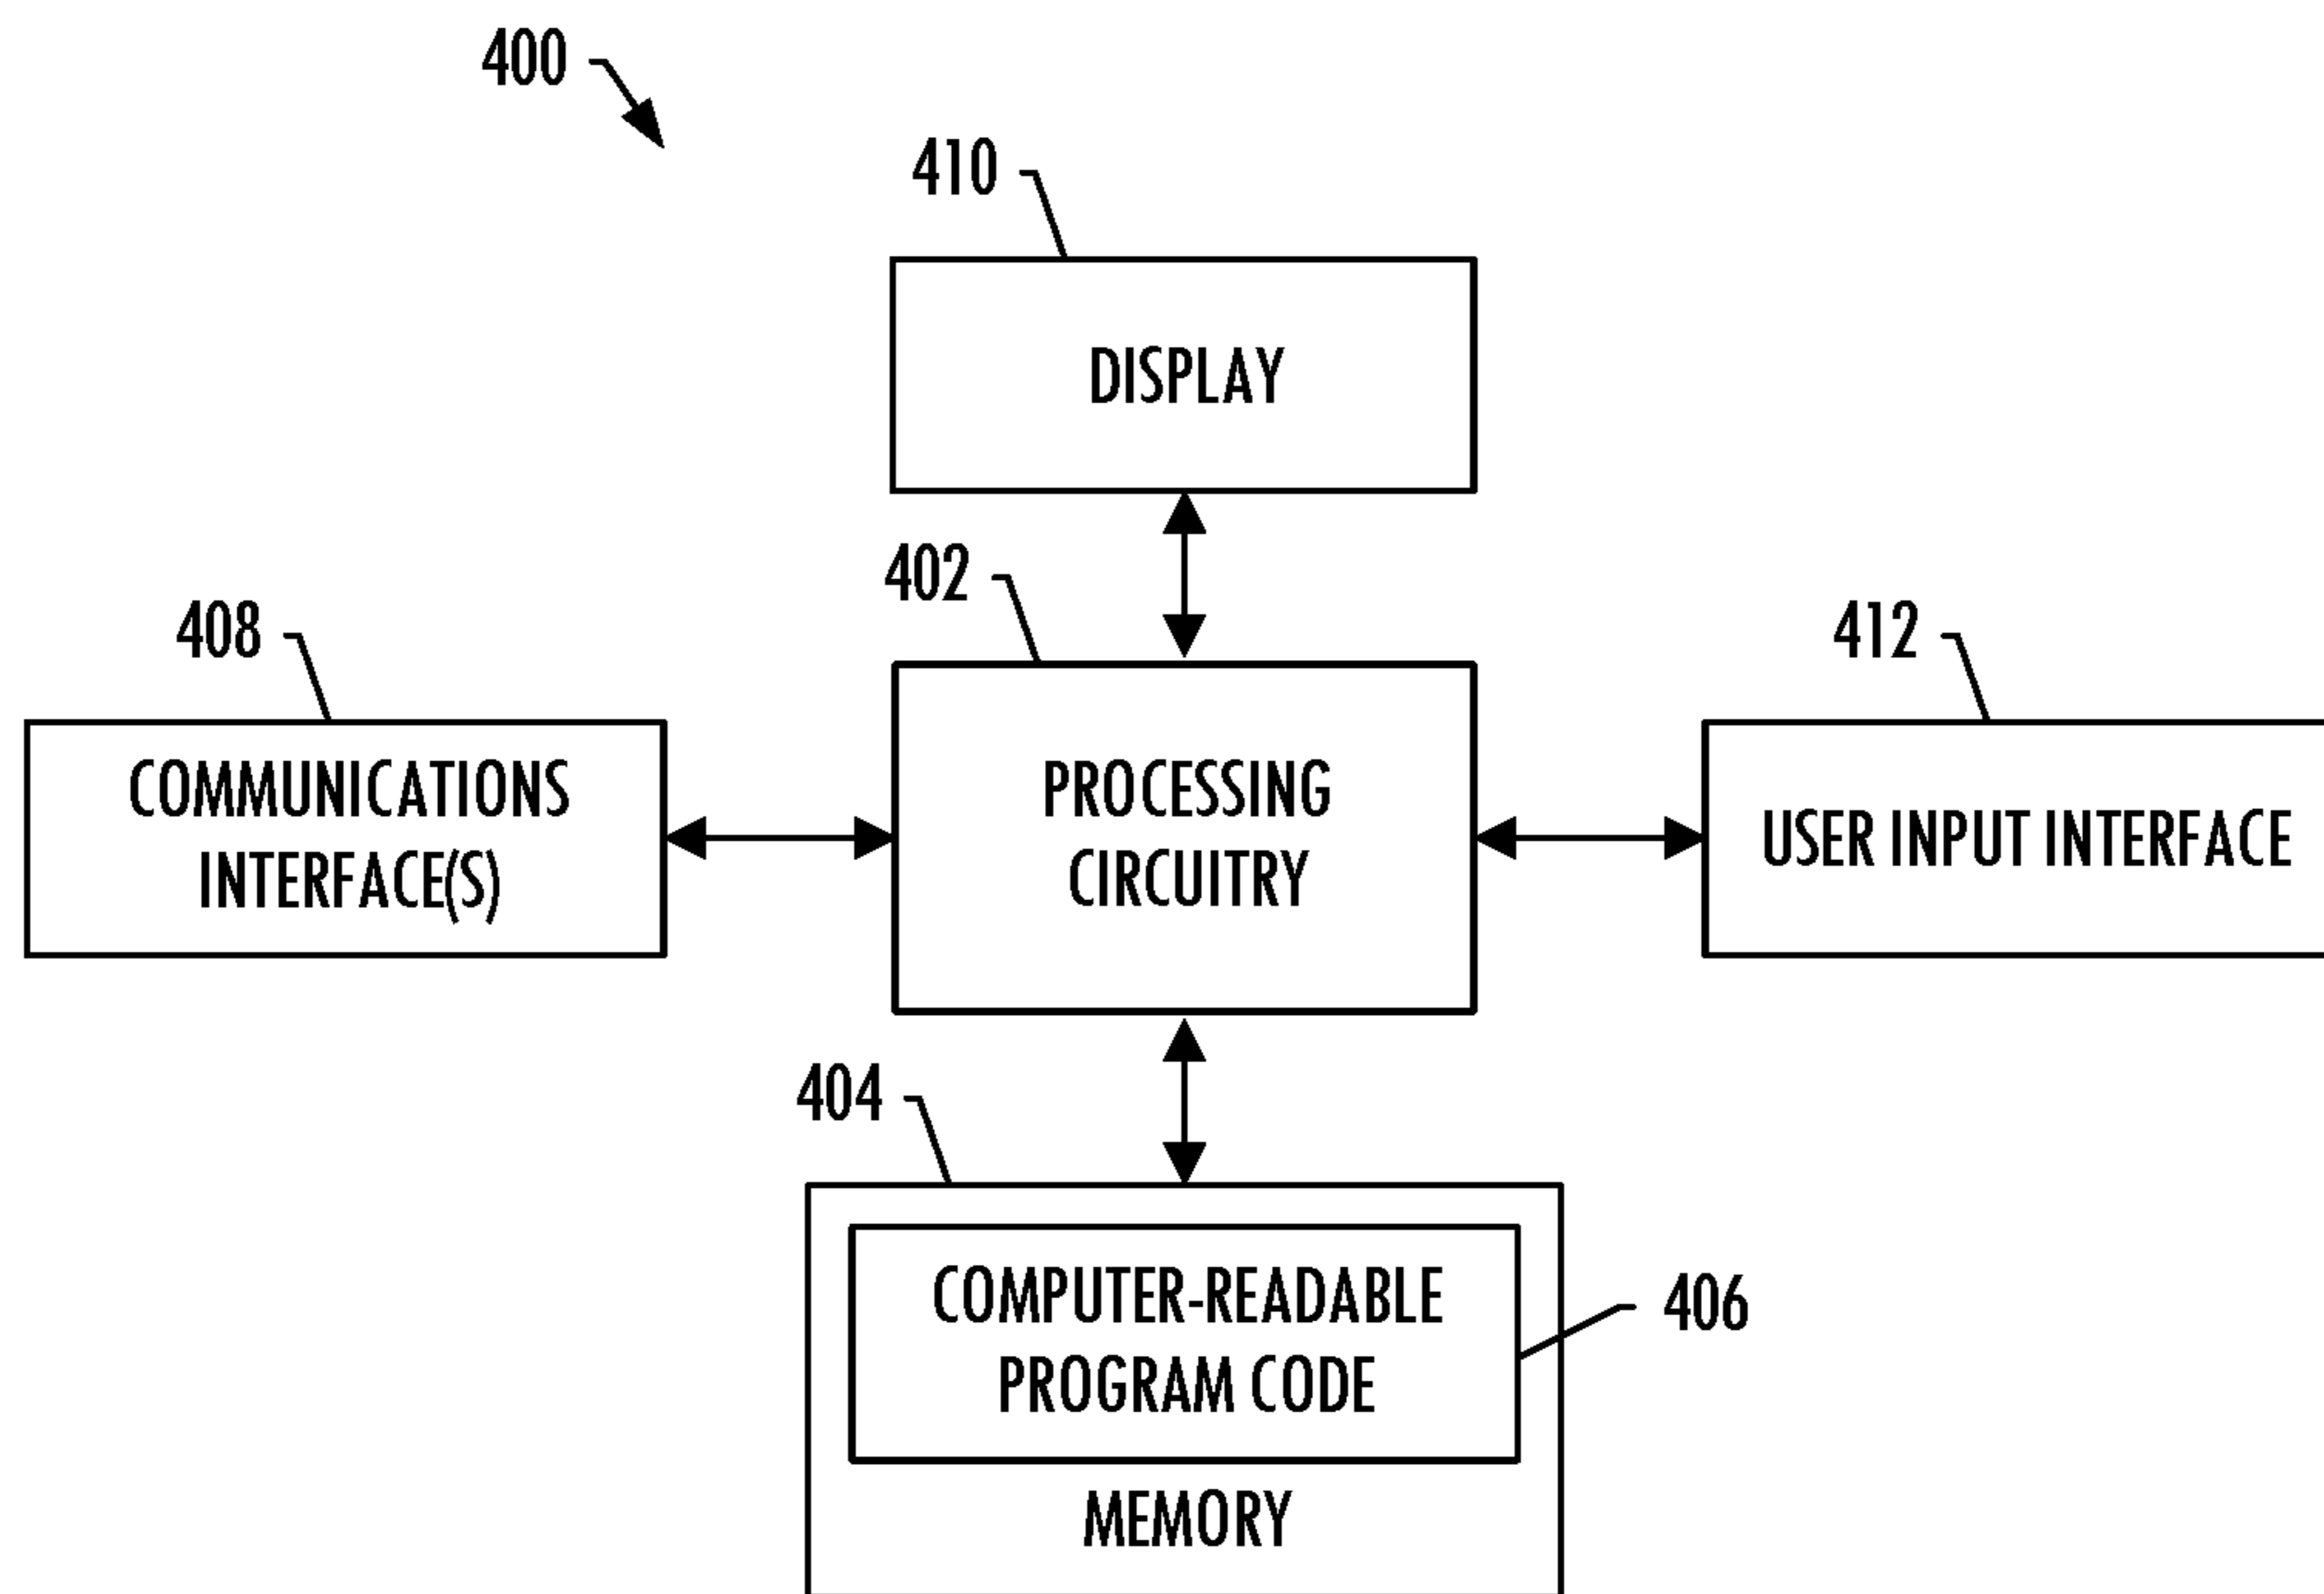 400
410
DISPLAY
402
408
412
COMMUNICATIONS
INTERFACE(S)
PROCESSING
CIRCUITRY
USER INPUT INTERFACE
404
COMPUTER-READABLE
PROGRAM CODE
406
MEMORY